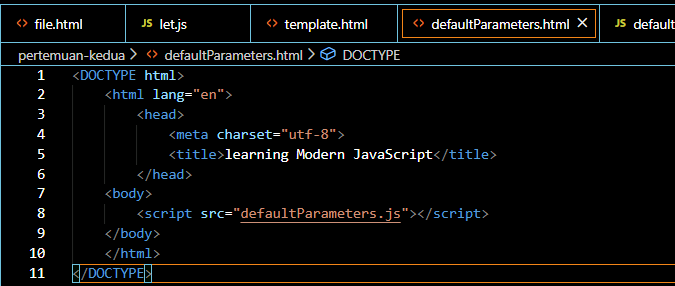 file.html JS let.js template.html defaultParameters.html JS defaul
pertemuan-kedua > defaultParameters.html > DOCTYPE
1 <DOCTYPE html>
2 <html lang="en">
3 <head>
4 <meta charset="utf-8">
5 <title>learning Modern JavaScript</title>
6 </head>
7 <body>
8 <script src="defaultParameters.js"></script>
9 </body>
10 </html>
11 </DOCTYPE>